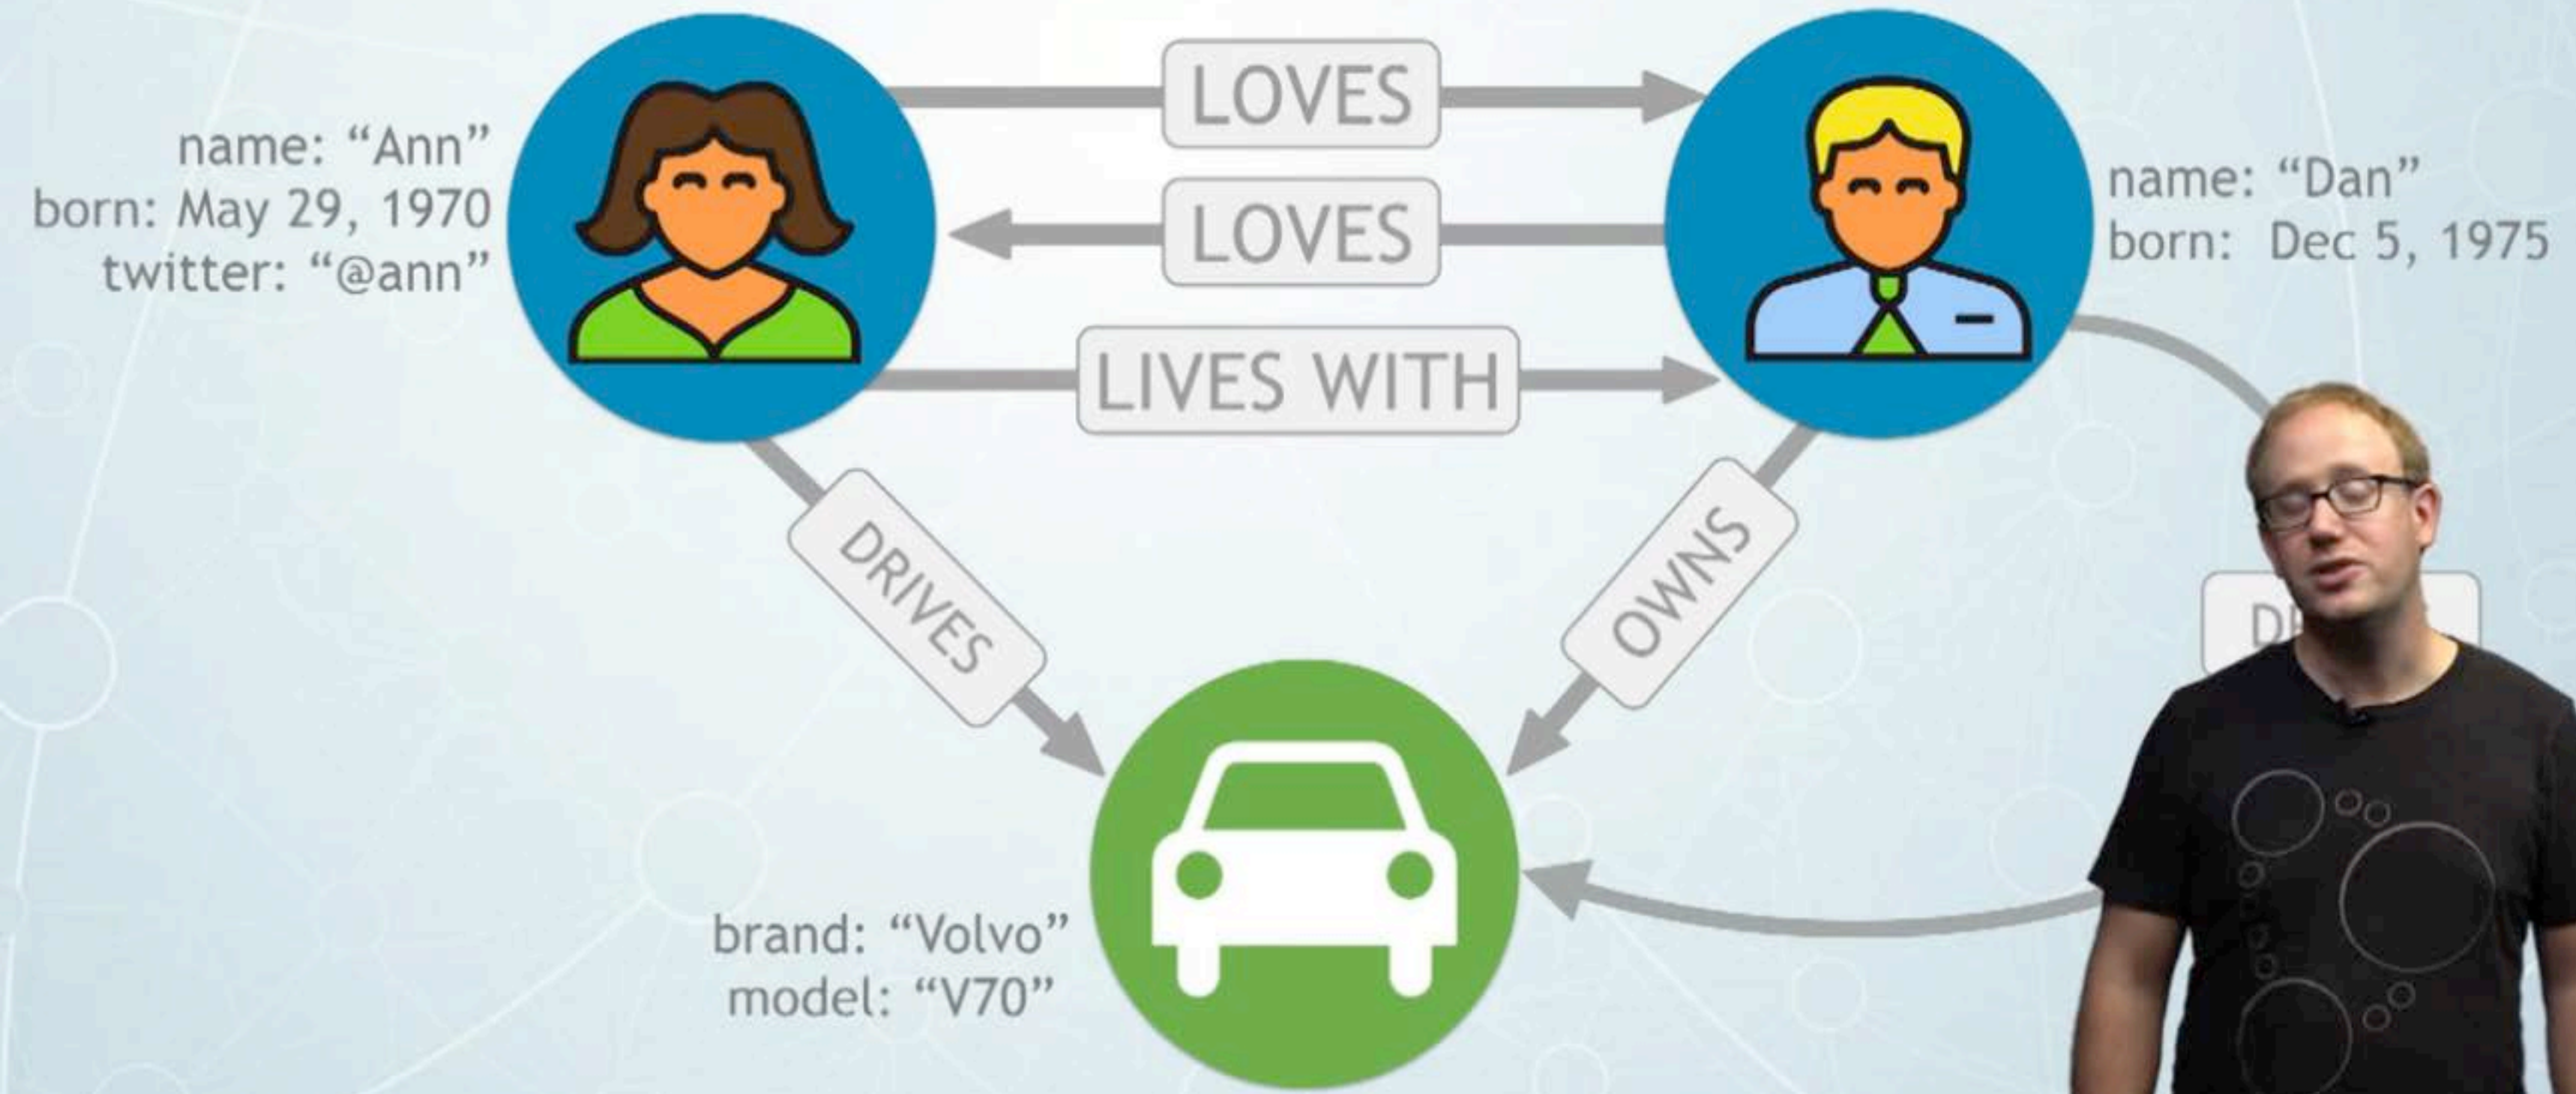 LOVES
name: “Ann”
born: May 29, 1970
twitter: “@ann”
name: “Dan”
born: Dec 5, 1975
LOVES
LIVES WITH
DRIVES
OWNS
brand: “Volvo”
model: “V70”